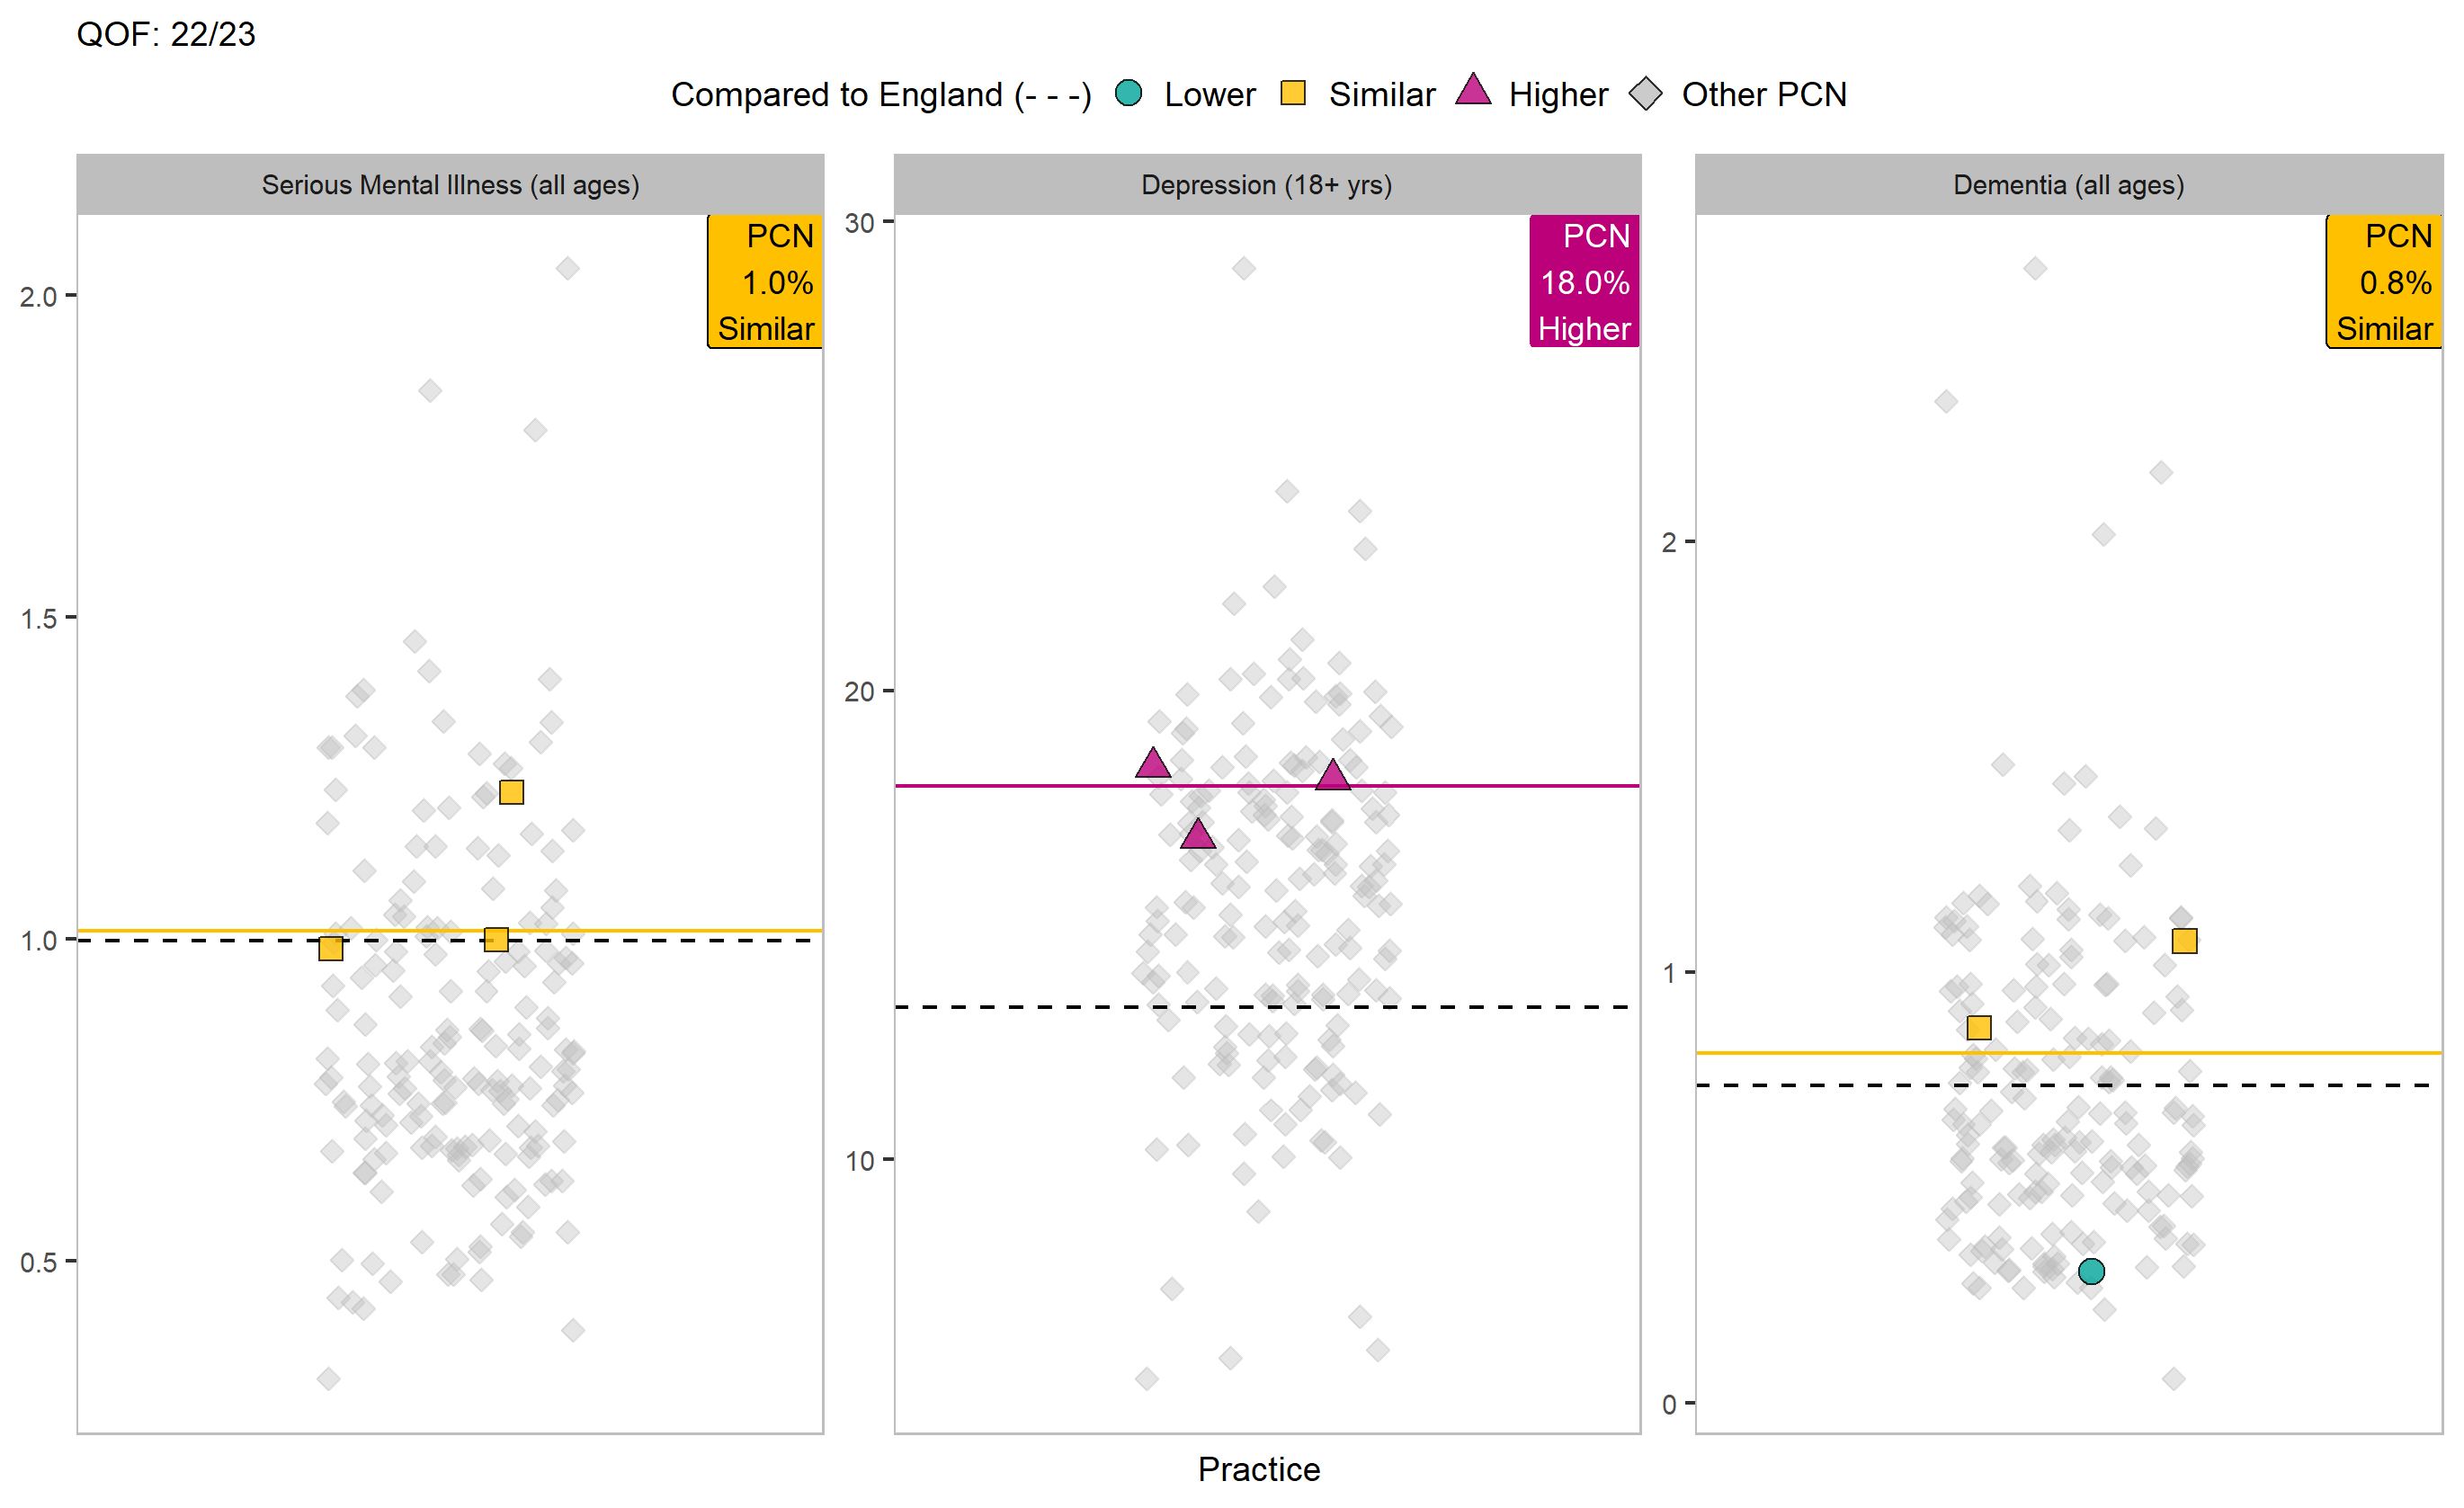 QOF: 22/23
Compared to England (- - -) Lower Similar Higher Other PCN
Serious Mental Illness (all ages)
PCN
1.0%
Similar
2.0
1.5
1.0
0.5
Depression (18+ yrs)
PCN
18.0%
Higher
30
20
10
Dementia (all ages)
PCN
0.8%
Similar
2
1
0
Practice